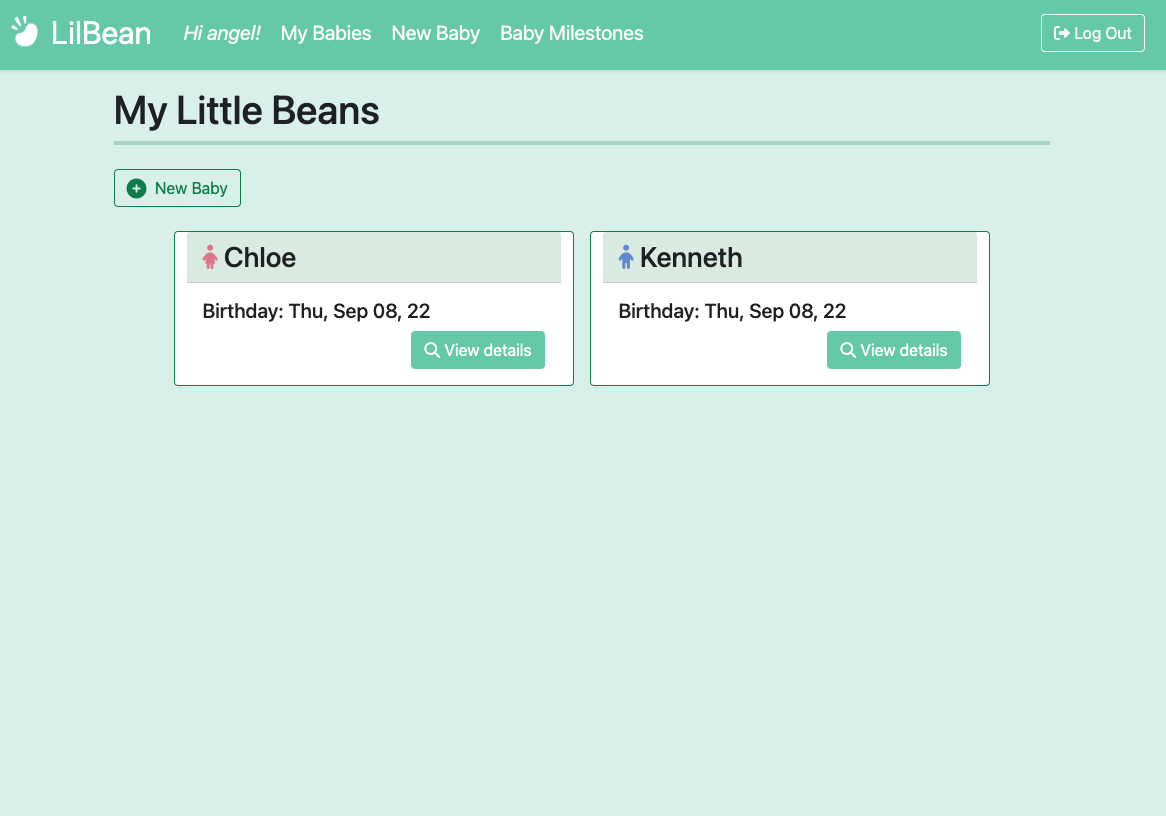 LilBean Hi angel! My Babies New Baby Baby Milestones Log Out
My Little Beans
New Baby
Chloe
Birthday: Thu, Sep 08, 22
View details
Kenneth
Birthday: Thu, Sep 08, 22
View details